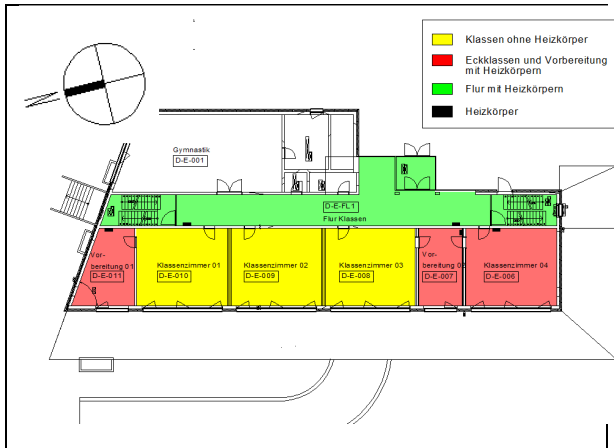 Klassen ohne Heizkörper
Eckklassen und Vorbereitung
mit Heizkörpern
Flur mit Heizkörpern
Heizkörper
Gymnastik
D-E-001
D-E-FL1
Flur Klassen
Vor-
bereitung 01
D-E-011
Klassenzimmer 01
D-E-010
Klassenzimmer 02
D-E-009
Klassenzimmer 03
D-E-008
Vor-
bereitung
D-E-007
Klassenzimmer 04
D-E-006